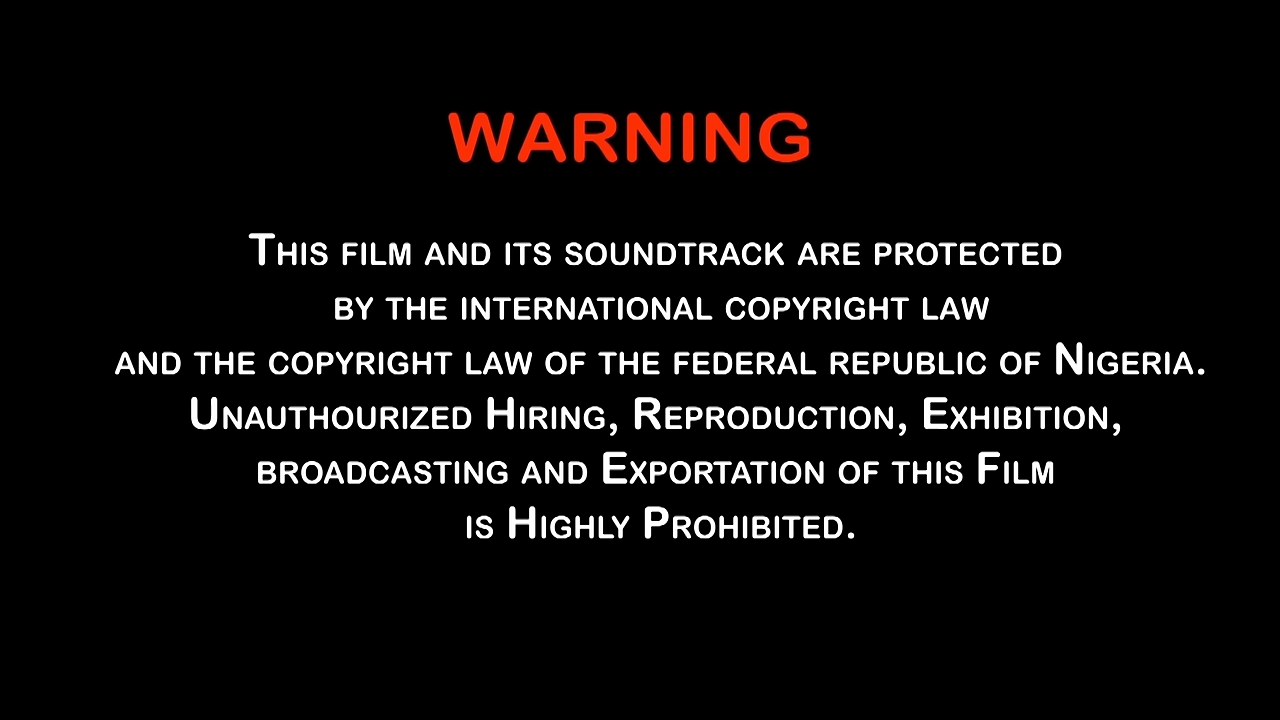 WARNING
This film and its soundtrack are protected
by the international copyright law
and the copyright law of the federal republic of Nigeria.
Unauthourized Hiring, Reproduction, Exhibition,
broadcasting and Exportation of this Film
is Highly Prohibited.